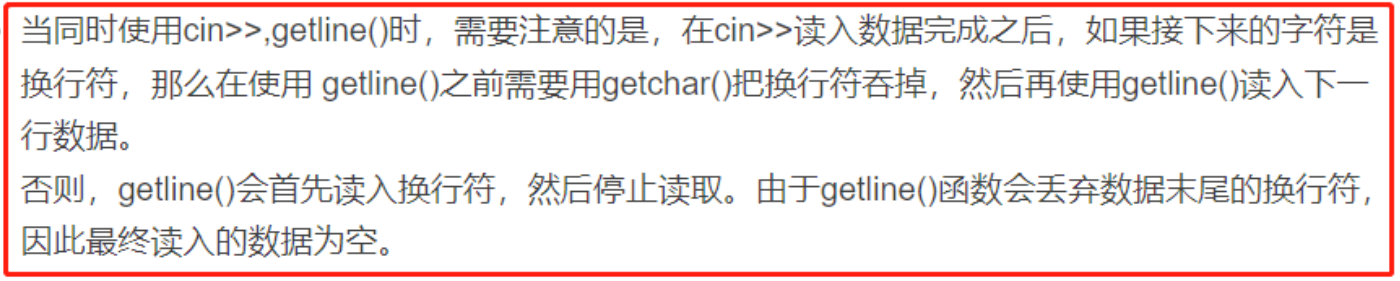 当同时使用cin>>,getline()时，需要注意的是，在cin>>读入数据完成之后，如果接下来的字符是
换行符，那么在使用 getline()之前需要用getchar()把换行符吞掉，然后再使用getline()读入下一
行数据。
否则，getline()会首先读入换行符，然后停止读取。由于getline()函数会丢弃数据末尾的换行符，
因此最终读入的数据为空。